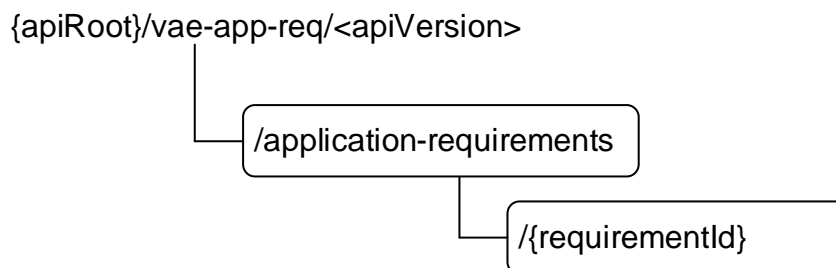 {apiRoot}/vae-app-req/<apiVersion>
/application-requirements
/{requirementId}